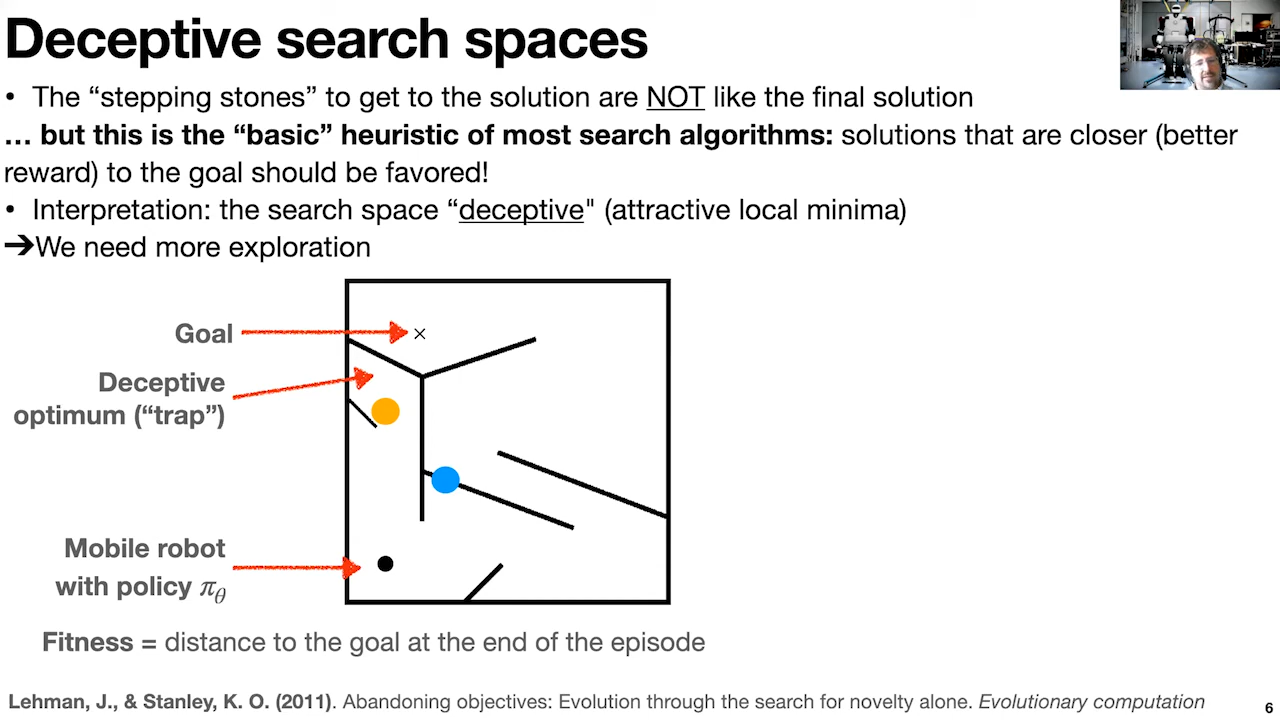 Deceptive search spaces
• The “stepping stones” to get to the solution are NOT like the final solution
… but this is the “basic” heuristic of most search algorithms: solutions that are closer (better
reward) to the goal should be favored!
• Interpretation: the search space “deceptive" (attractive local minima)
➔We need more exploration
Goal
Deceptive
optimum (“trap”)
Mobile robot
with policy πθ
Fitness = distance to the goal at the end of the episode
Lehman, J., & Stanley, K. O. (2011). Abandoning objectives: Evolution through the search for novelty alone. Evolutionary computation
6